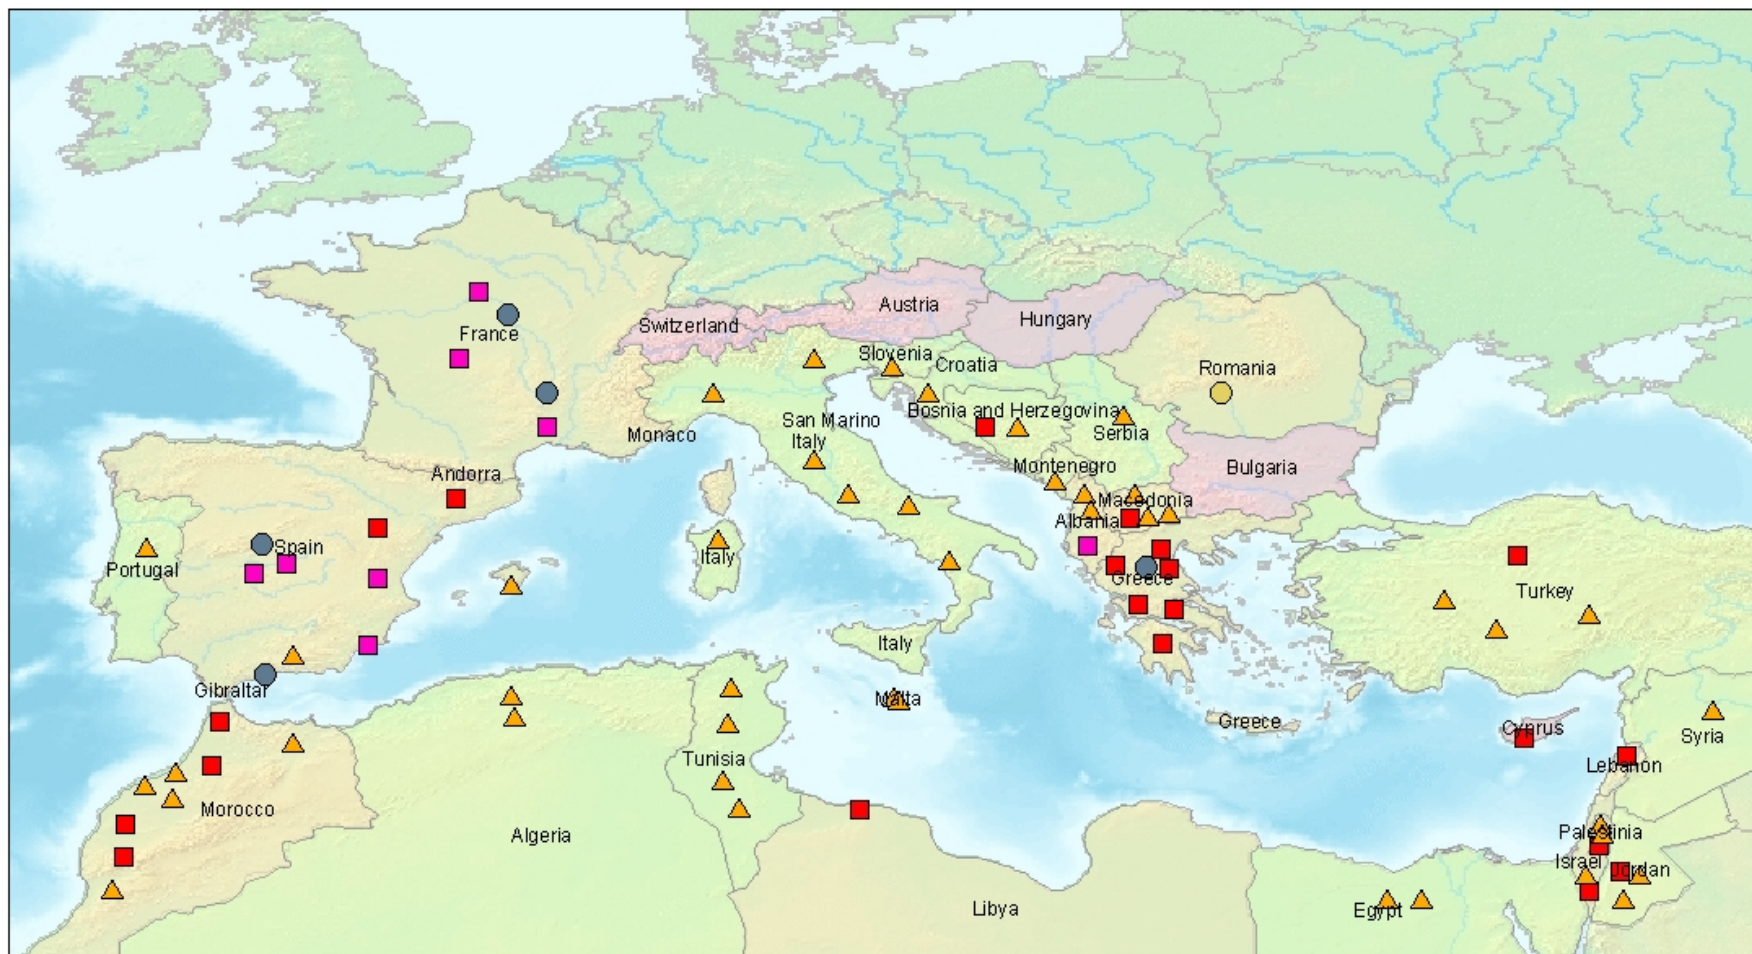 Austria
Hungary
Switzerland
France
Slovenia
Croatia
Romania
Bosnia and Herzegovina
San Marino
Monaco
Italy
Serbia
Andorra
Montenegro
Bulgaria
Macedonia
Albania
Spain
Italy
Portugal
Greece
Turkey
Italy
Gibraltar
Malta
Greece
Cyprus
Syria
Tunisia
Lebanon
Morocco
Algeria
Palestinia
Israel
Jordan
Libya
Egypt